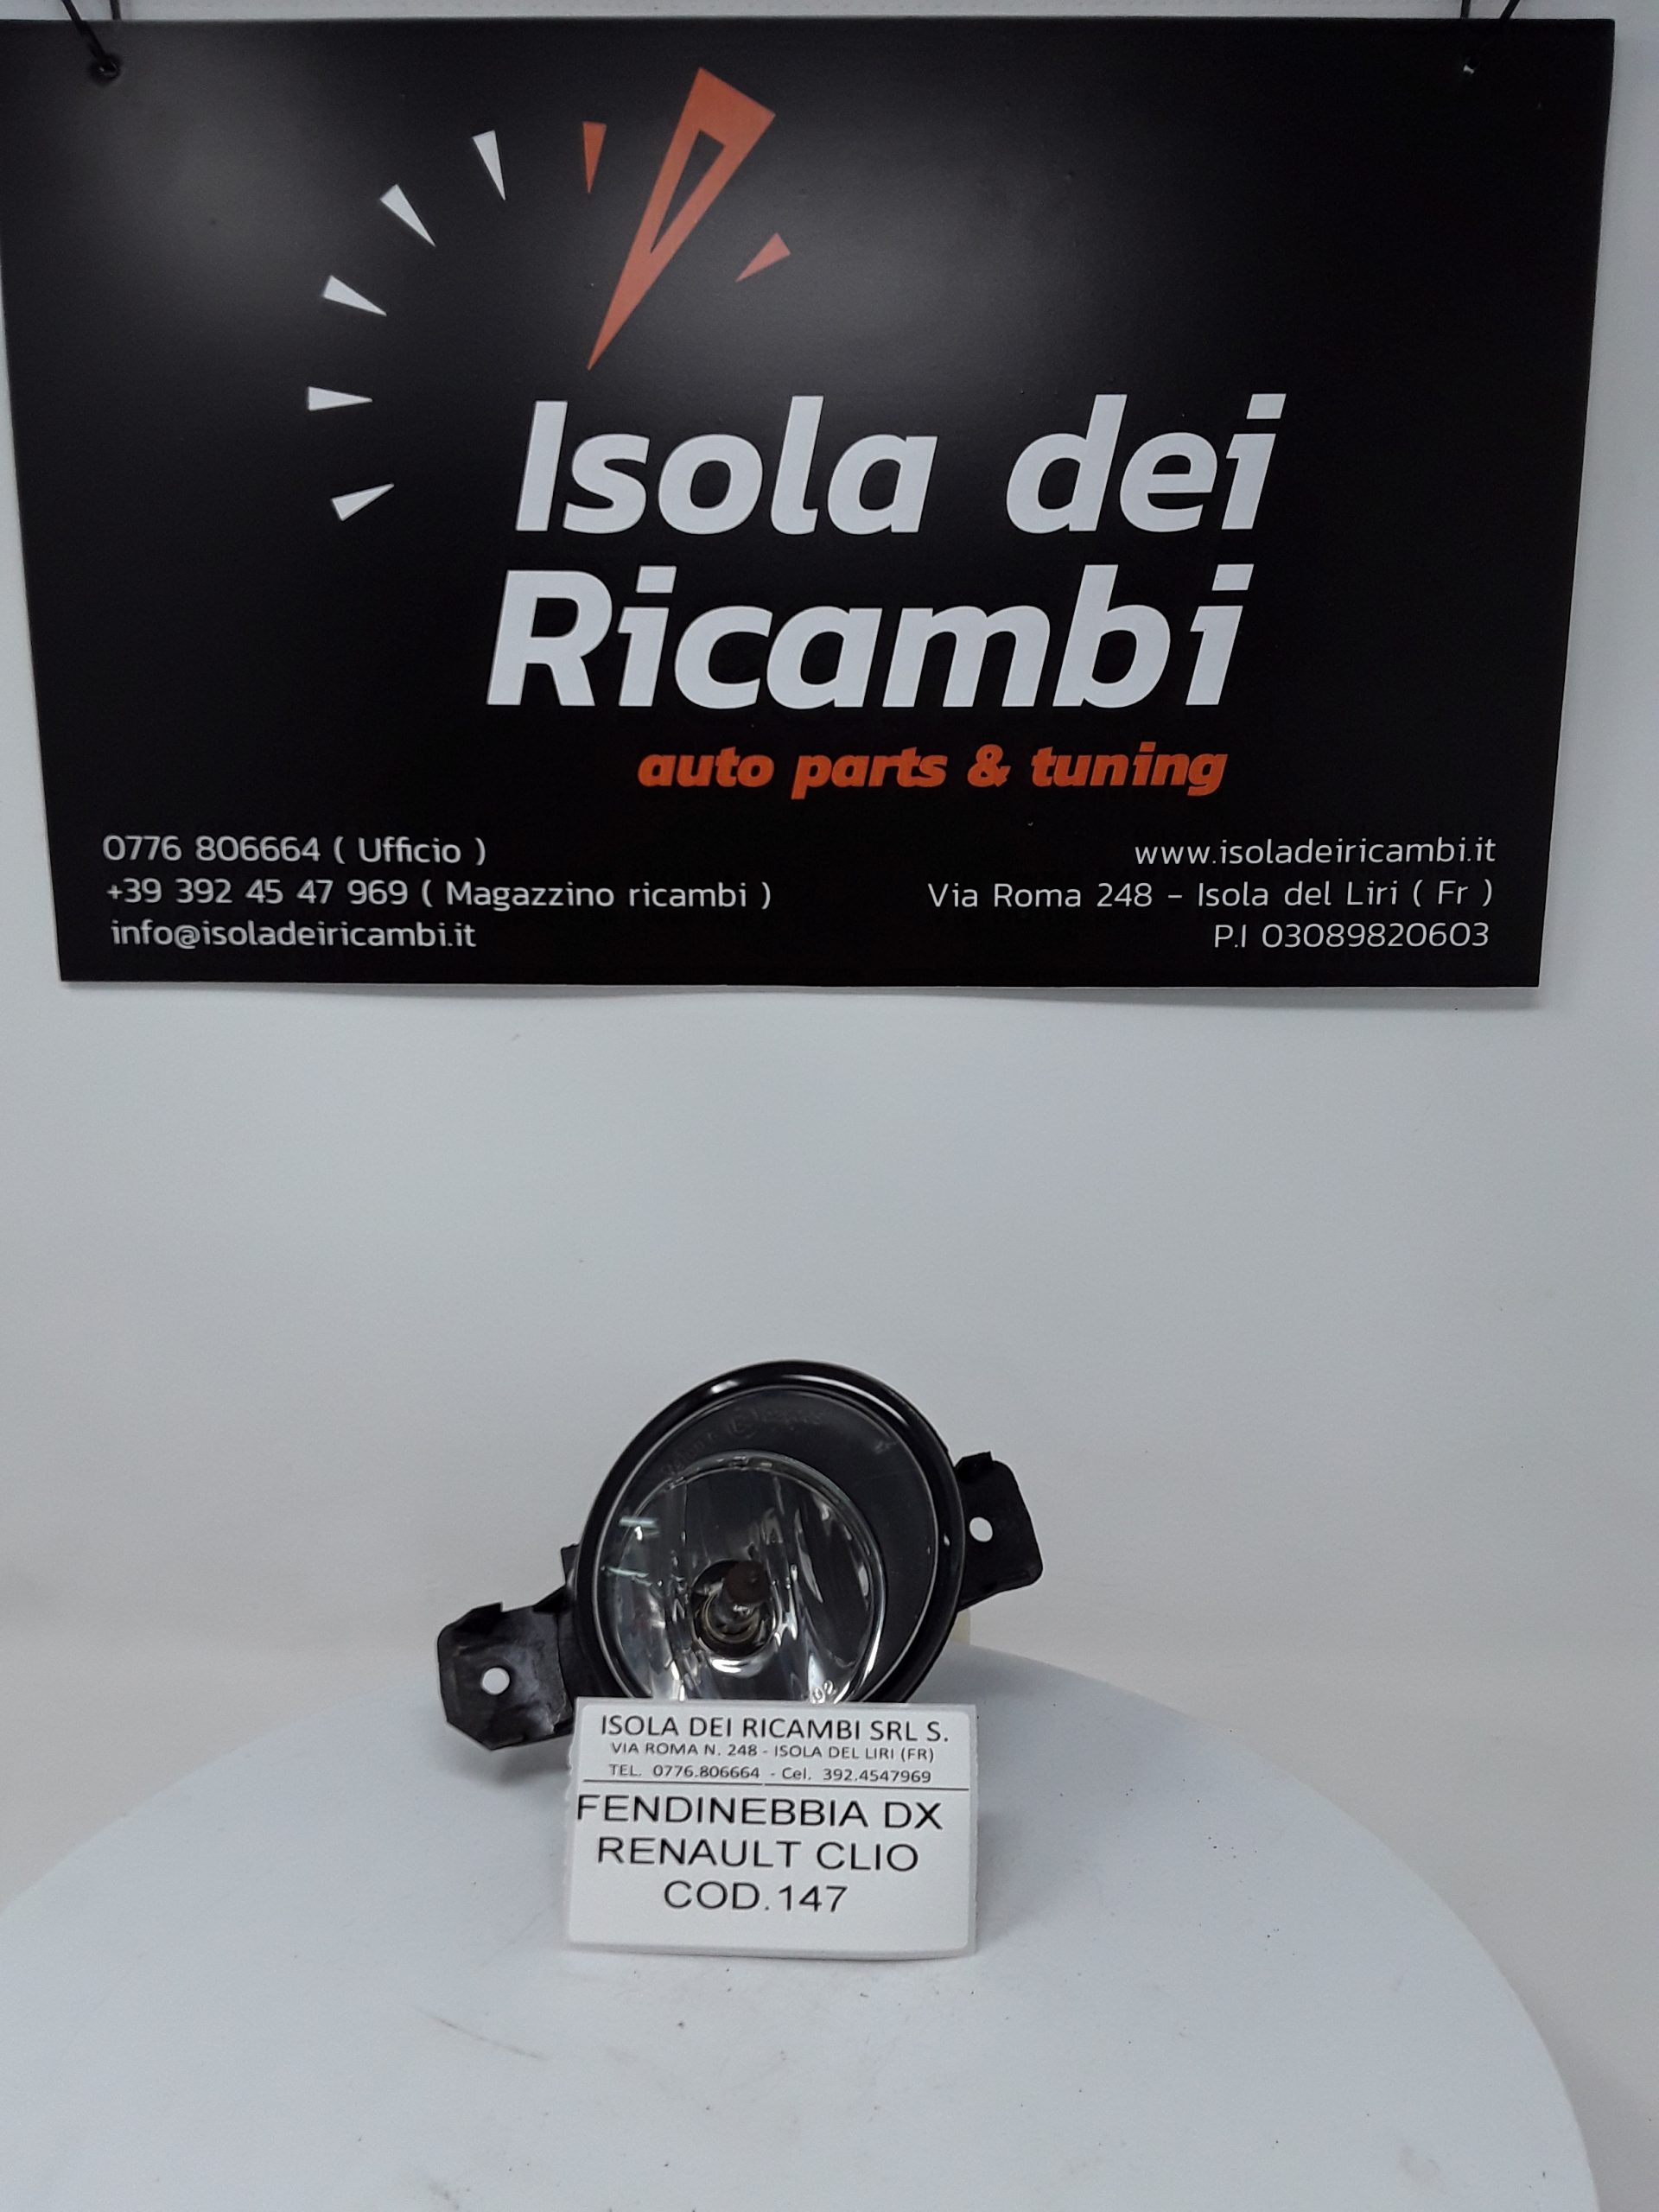 Isola dei
Ricambi
auto parts & tuning
0776 806664 ( Ufficio )
+39 392 45 47 969 ( Magazzino ricambi )
info@isoladeiricambi.it
www.isoladeiricambi.it
Via Roma 248 – Isola del Liri ( Fr )
P.I 03089820603
ISOLA DEI RICAMBI SRL S.
VIA ROMA N. 248 - ISOLA DEL LIRI (FR)
TEL. 0776.806664 - Cel. 392.4547969
FENDINEBBIA DX
RENAULT CLIO
COD.147